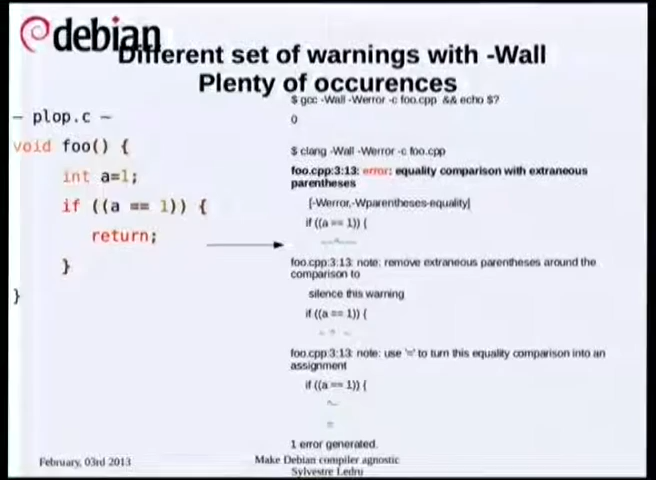 debian
Different set of warnings with -Wall
Plenty of occurences
– plop.c –
void foo() {
int a=1;
if ((a == 1)) {
return;
}
}
$ gcc -Wall -Werror -c foo.cpp && echo $?
0
$ clang -Wall -Werror -c foo.cpp
foo.cpp:3:13: error: equality comparison with extraneous
parentheses
[-Werror,-Wparentheses-equality]
if ((a == 1)) {
~~^~~
foo.cpp:3:13: note: remove extraneous parentheses around the
comparison to
silence this warning
if ((a == 1)) {
~ ^ ~
foo.cpp:3:13: note: use '=' to turn this equality comparison into an
assignment
if ((a == 1)) {
^~
=
1 error generated.
February, 03rd 2013
Make Debian compiler agnostic
Sylvestre Ledru